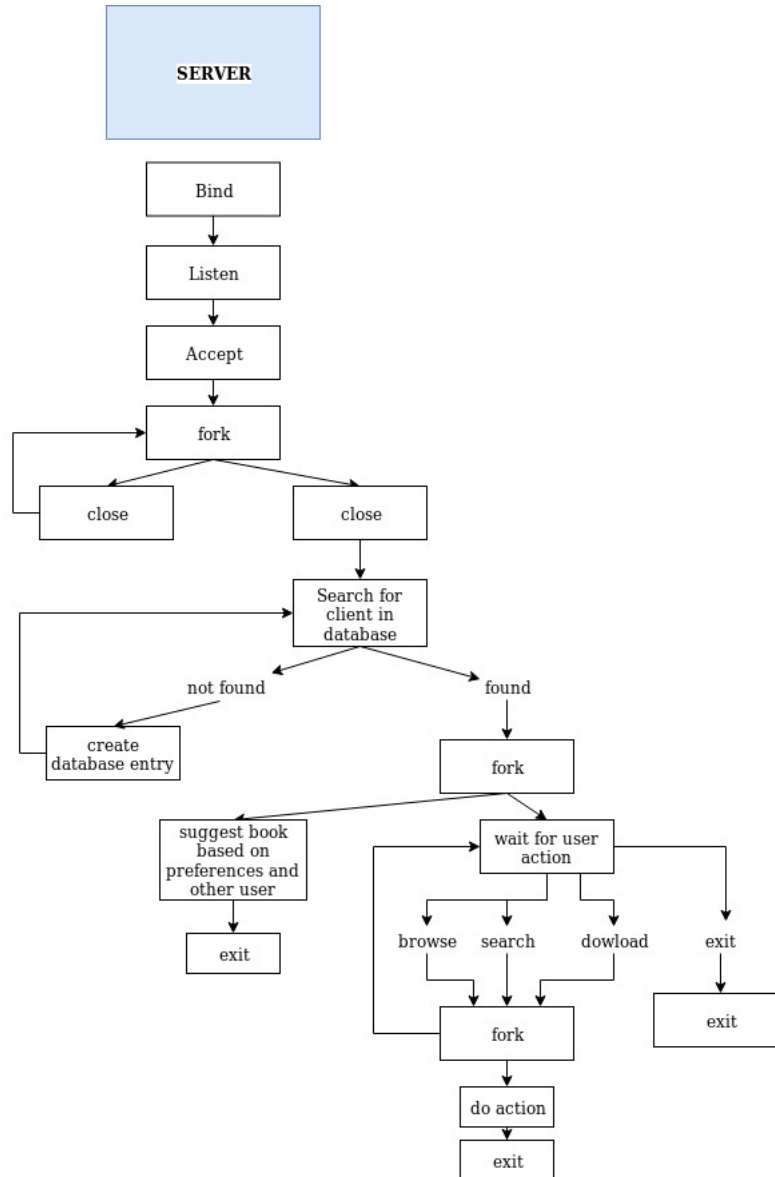 SERVER
Bind
Listen
Accept
fork
close
close
Search for
client in
database
not found
found
create
database entry
fork
suggest book
based on
preferences and
other user
wait for user
action
exit
browse
search
dowload
exit
fork
exit
do action
exit